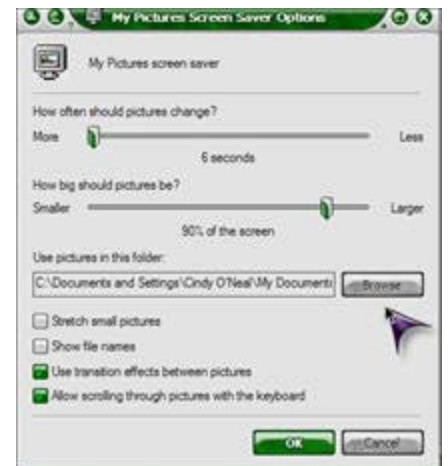 My Pictures Screen Saver Options
My Pictures screen saver
How often should pictures change?
More Less
6 seconds
How big should pictures be?
Smaller Larger
90% of the screen
Use pictures in this folder:
C:\Documents and Settings\Cindy O'Neal\My Documents Browse
Stretch small pictures
Show file names
Use transition effects between pictures
Allow scrolling through pictures with the keyboard
OK Cancel